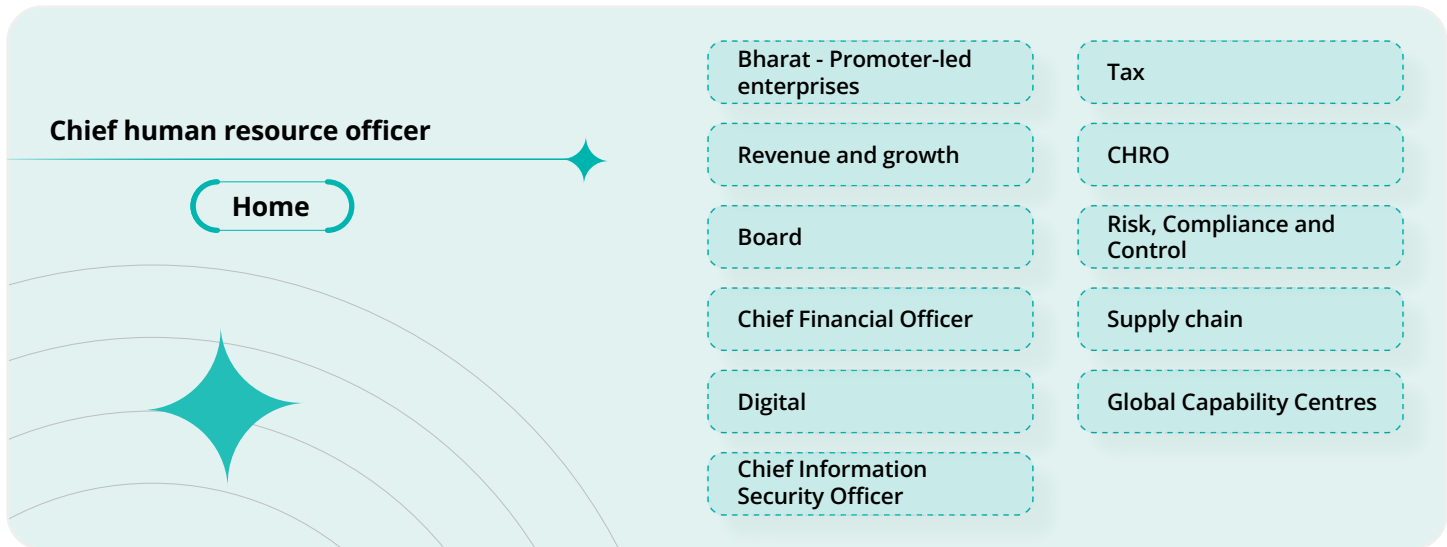 Chief human resource officer
Home
Bharat - Promoter-led
enterprises
Revenue and growth
Board
Chief Financial Officer
Digital
Chief Information
Security Officer
Tax
CHRO
Risk, Compliance and
Control
Supply chain
Global Capability Centres